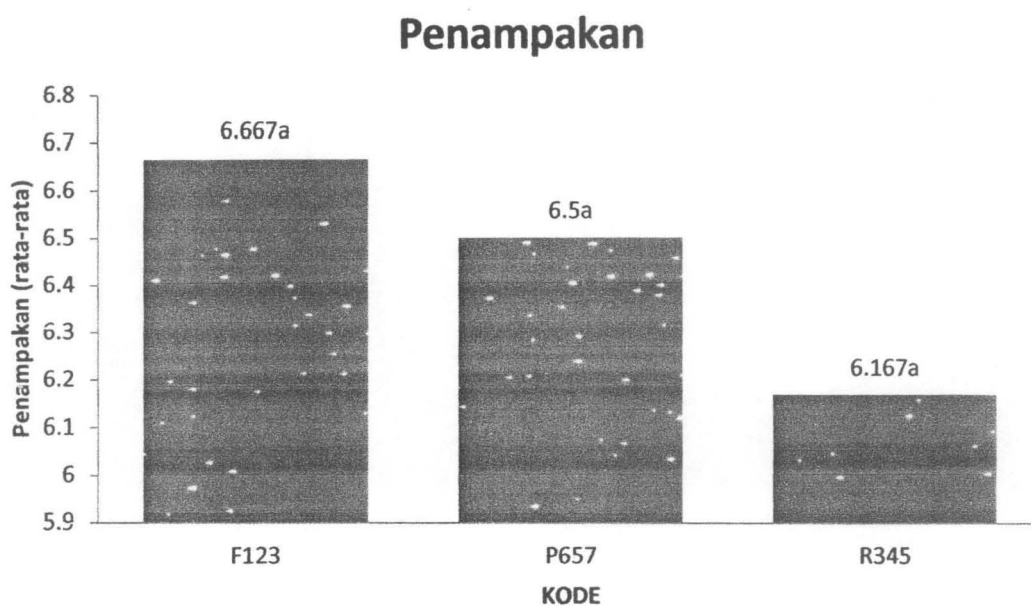 Penampakan
Penampakan (rata-rata)
6.8
6.7
6.6
6.5
6.4
6.3
6.2
6.1
6
5.9
6.667a
6.5a
6.167a
F123
P657
R345
KODE